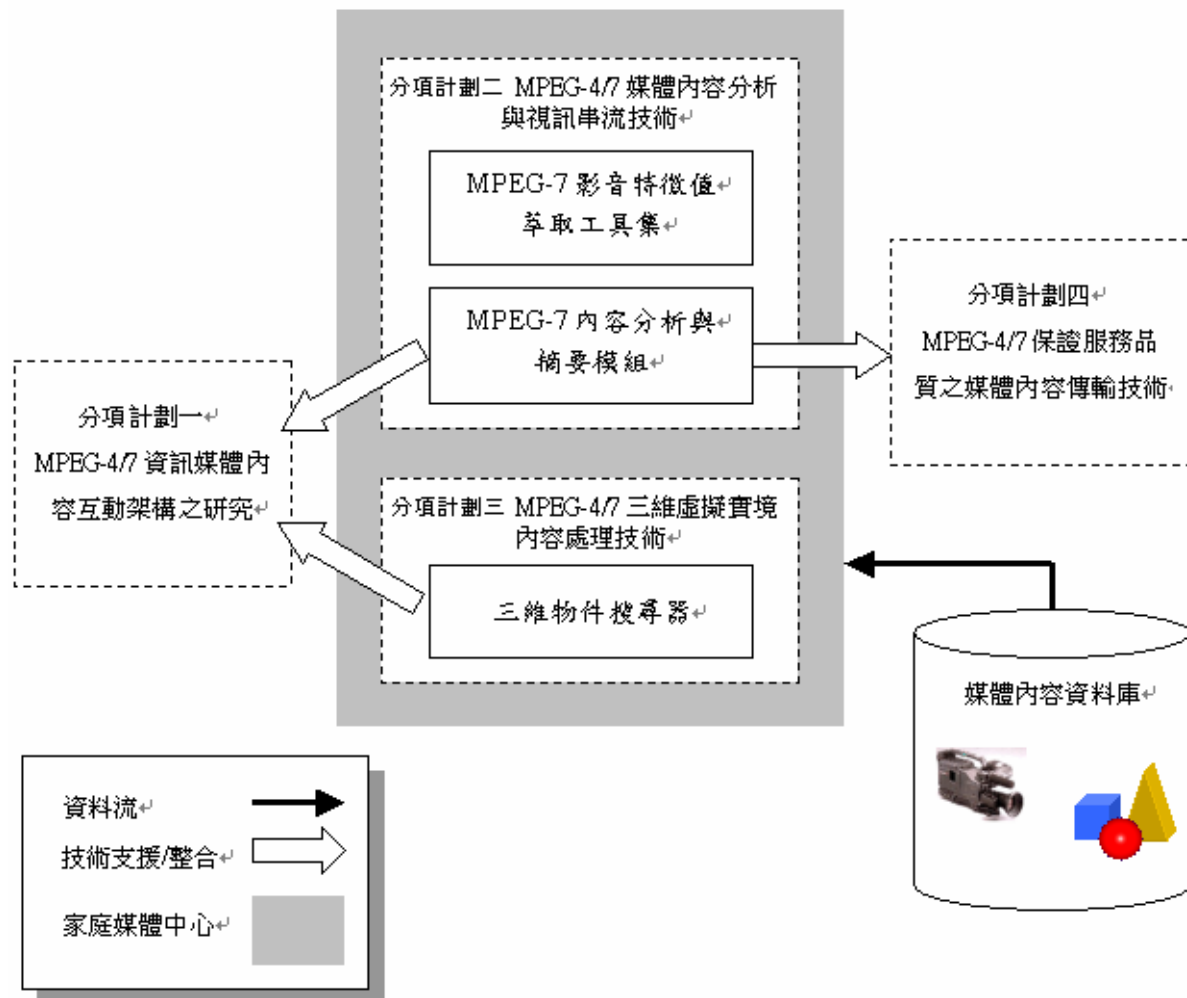 分項計劃二 MPEG-4/7 媒體內容分析
與視訊串流技術
MPEG-7 影音特徵值
萃取工具集
MPEG-7 內容分析與
摘要模組
分項計劃四
MPEG-4/7 保證服務品
質之媒體內容傳輸技術
分項計劃一
MPEG-4/7 資訊媒體內
容互動架構之研究
分項計劃三 MPEG-4/7 三維虛擬實境
內容處理技術
三維物件搜尋器
媒體內容資料庫
資料流
技術支援/整合
家庭媒體中心